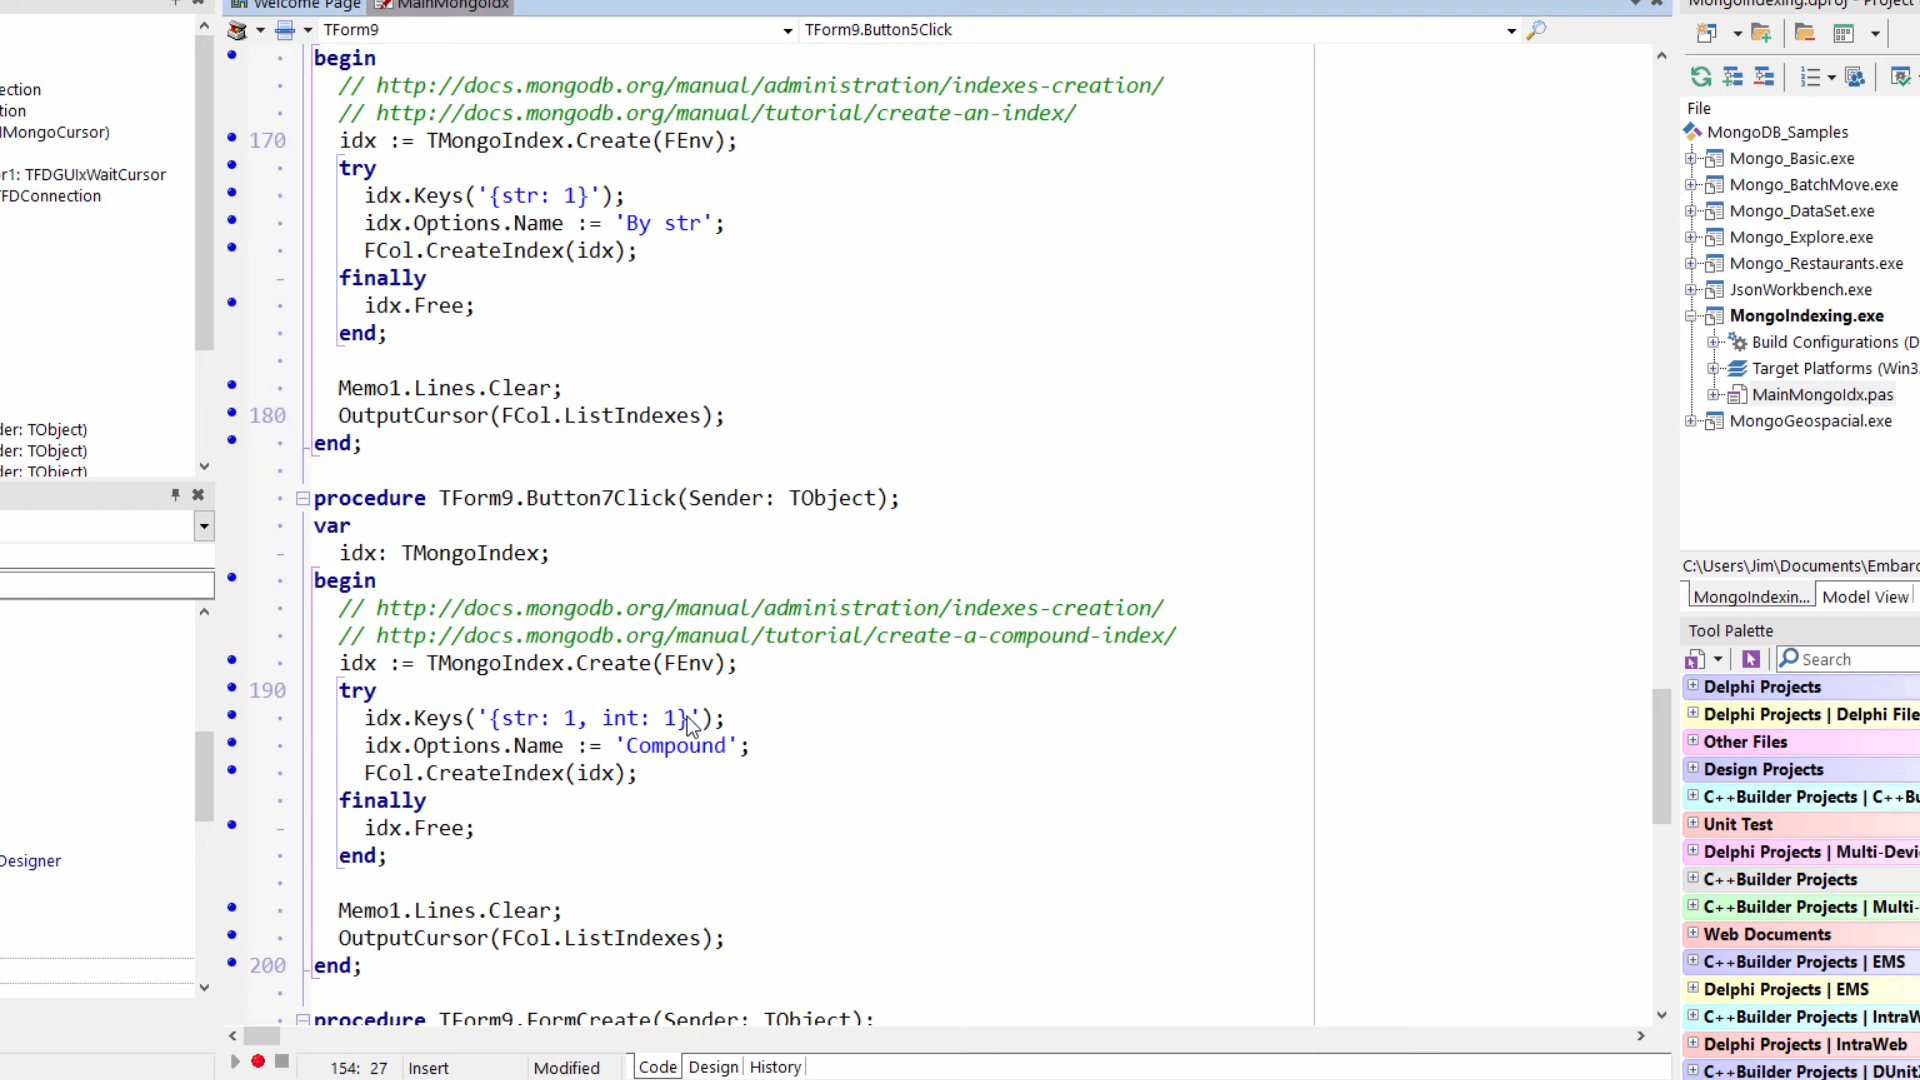 Welcome Page
MainMongoIdx
MongoIndexing.dproj - Project
TForm9
TForm9.Button5Click
begin
// http://docs.mongodb.org/manual/administration/indexes-creation/
// http://docs.mongodb.org/manual/tutorial/create-an-index/
170 idx := TMongoIndex.Create(FEnv);
try
idx.Keys('{str: 1}');
idx.Options.Name := 'By str';
FCol.CreateIndex(idx);
finally
idx.Free;
end;
Memo1.Lines.Clear;
180 OutputCursor(FCol.ListIndexes);
end;
procedure TForm9.Button7Click(Sender: TObject);
var
idx: TMongoIndex;
begin
// http://docs.mongodb.org/manual/administration/indexes-creation/
// http://docs.mongodb.org/manual/tutorial/create-a-compound-index/
idx := TMongoIndex.Create(FEnv);
190 try
idx.Keys('{str: 1, int: 1}');
idx.Options.Name := 'Compound';
FCol.CreateIndex(idx);
finally
idx.Free;
end;
Memo1.Lines.Clear;
OutputCursor(FCol.ListIndexes);
200 end;
procedure TForm9.FormCreate(Sender: TObject);
154: 27 Insert Modified Code Design History
ection
tion
IMongoCursor)
or1: TFDGUIxWaitCursor
FDConnection
der: TObject)
der: TObject)
der: TObject)
Designer
File
MongoDB_Samples
Mongo_Basic.exe
Mongo_BatchMove.exe
Mongo_DataSet.exe
Mongo_Explore.exe
Mongo_Restaurants.exe
JsonWorkbench.exe
MongoIndexing.exe
Build Configurations (D
Target Platforms (Win3
MainMongoIdx.pas
MongoGeospacial.exe
C:\Users\Jim\Documents\Embarc
MongoIndexin... Model View
Tool Palette
Search
Delphi Projects
Delphi Projects | Delphi File
Other Files
Design Projects
C++Builder Projects | C++Bu
Unit Test
Delphi Projects | Multi-Devi
C++Builder Projects
C++Builder Projects | Multi-
Web Documents
C++Builder Projects | EMS
Delphi Projects | EMS
C++Builder Projects | IntraW
Delphi Projects | IntraWeb
Delphi Projects | DUnit